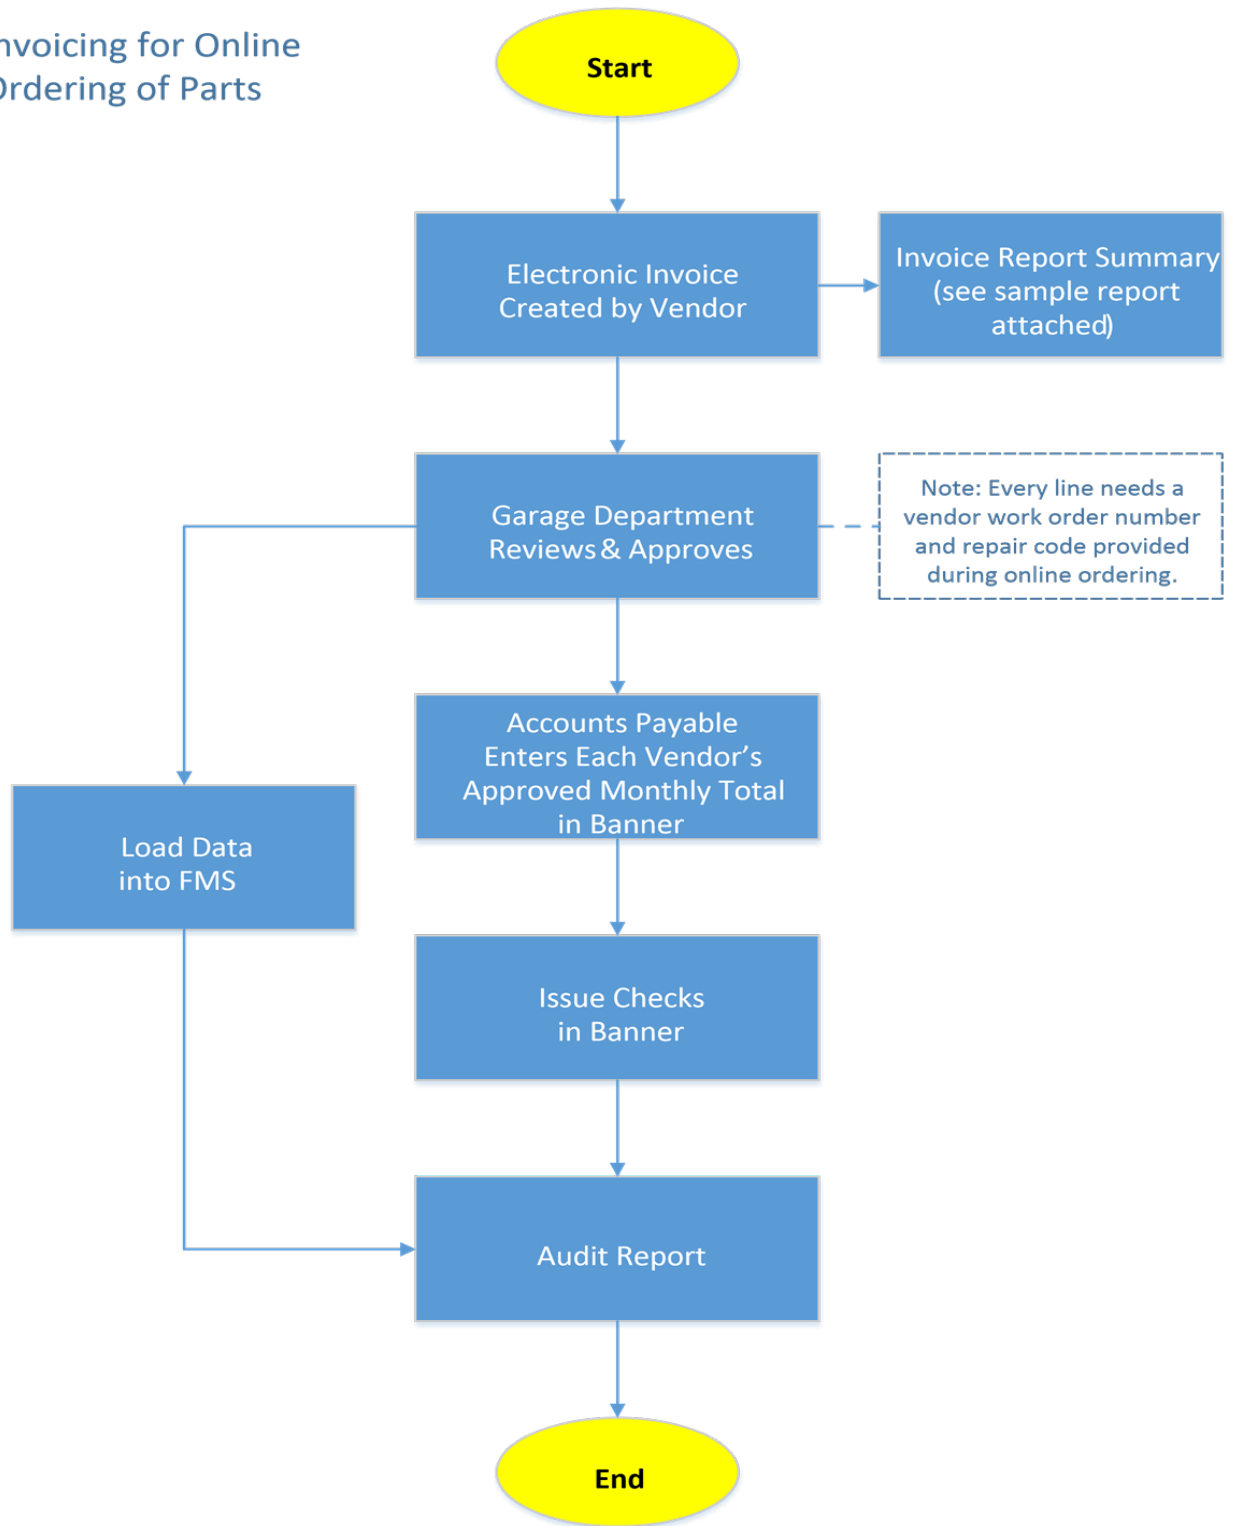 nvoicing for Online
Ordering of Parts
Start
Electronic Invoice
Created by Vendor
Invoice Report Summary
(see sample report
attached)
Garage Department
Reviews & Approves
Note: Every line needs a
vendor work order number
and repair code provided
during online ordering.
Accounts Payable
Enters Each Vendor's
Approved Monthly Total
in Banner
Load Data
into FMS
Issue Checks
in Banner
Audit Report
End